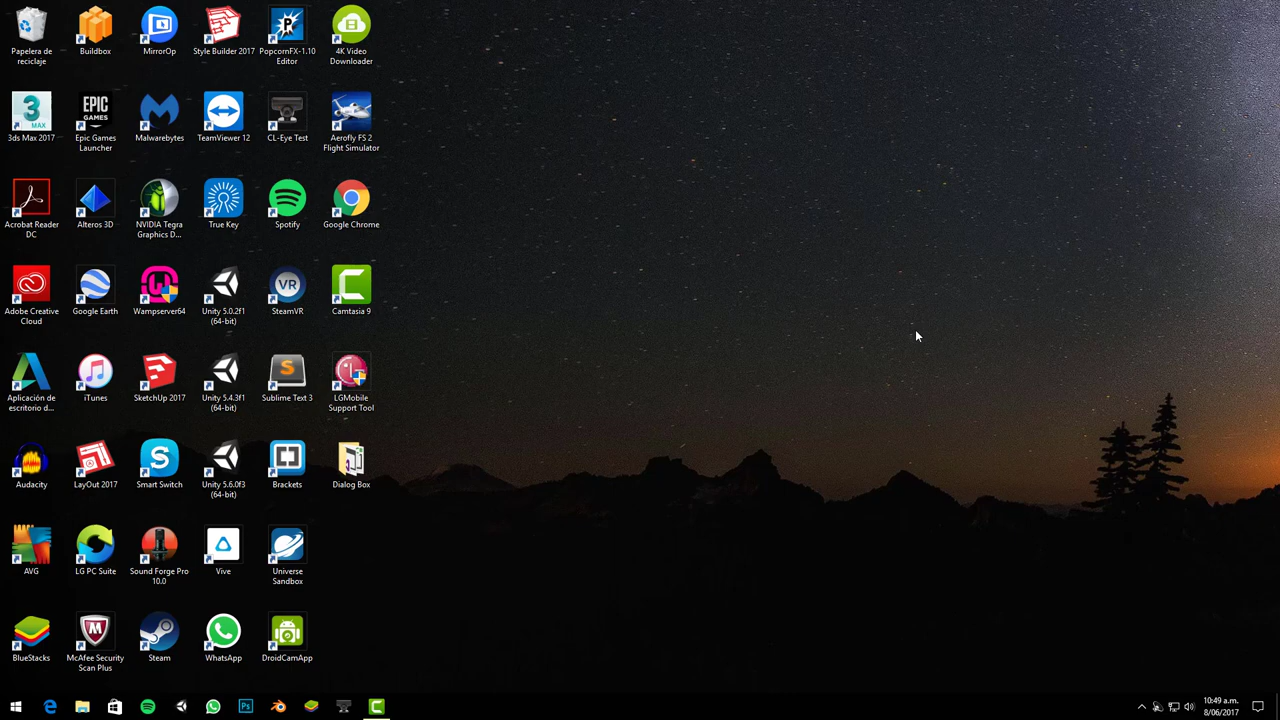 Papelera de
reciclaje
Buildbox
MirrorOp
Style Builder 2017
PopcornFX-1.10
Editor
4K Video
Downloader
3ds Max 2017
Epic Games
Launcher
Malwarebytes
TeamViewer 12
CL-Eye Test
Aerofly FS 2
Flight Simulator
Acrobat Reader
DC
Alteros 3D
NVIDIA Tegra
Graphics D...
True Key
Spotify
Google Chrome
Adobe Creative
Cloud
Google Earth
Wampserver64
Unity 5.0.2f1
(64-bit)
SteamVR
Camtasia 9
Aplicación de
escritorio d...
iTunes
SketchUp 2017
Unity 5.4.3f1
(64-bit)
Sublime Text 3
LGMobile
Support Tool
Audacity
LayOut 2017
Smart Switch
Unity 5.6.0f3
(64-bit)
Brackets
Dialog Box
AVG
LG PC Suite
Sound Forge Pro
10.0
Vive
Universe
Sandbox
BlueStacks
McAfee Security
Scan Plus
Steam
WhatsApp
DroidCamApp
10:49 a.m.
8/06/2017